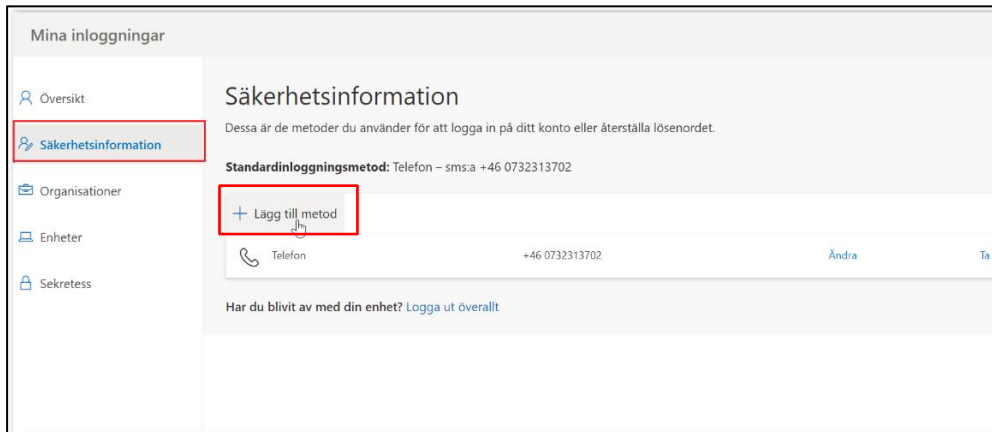 Mina inloggningar
Översikt
Säkerhetsinformation
Organisationer
Enheter
Sekretess
Säkerhetsinformation
Dessa är de metoder du använder för att logga in på ditt konto eller återställa lösenordet.
Standardinloggningsmetod: Telefon – sms:a +46 0732313702
+ Lägg till metod
Telefon +46 0732313702 Ändra Ta
Har du blivit av med din enhet? Logga ut överallt